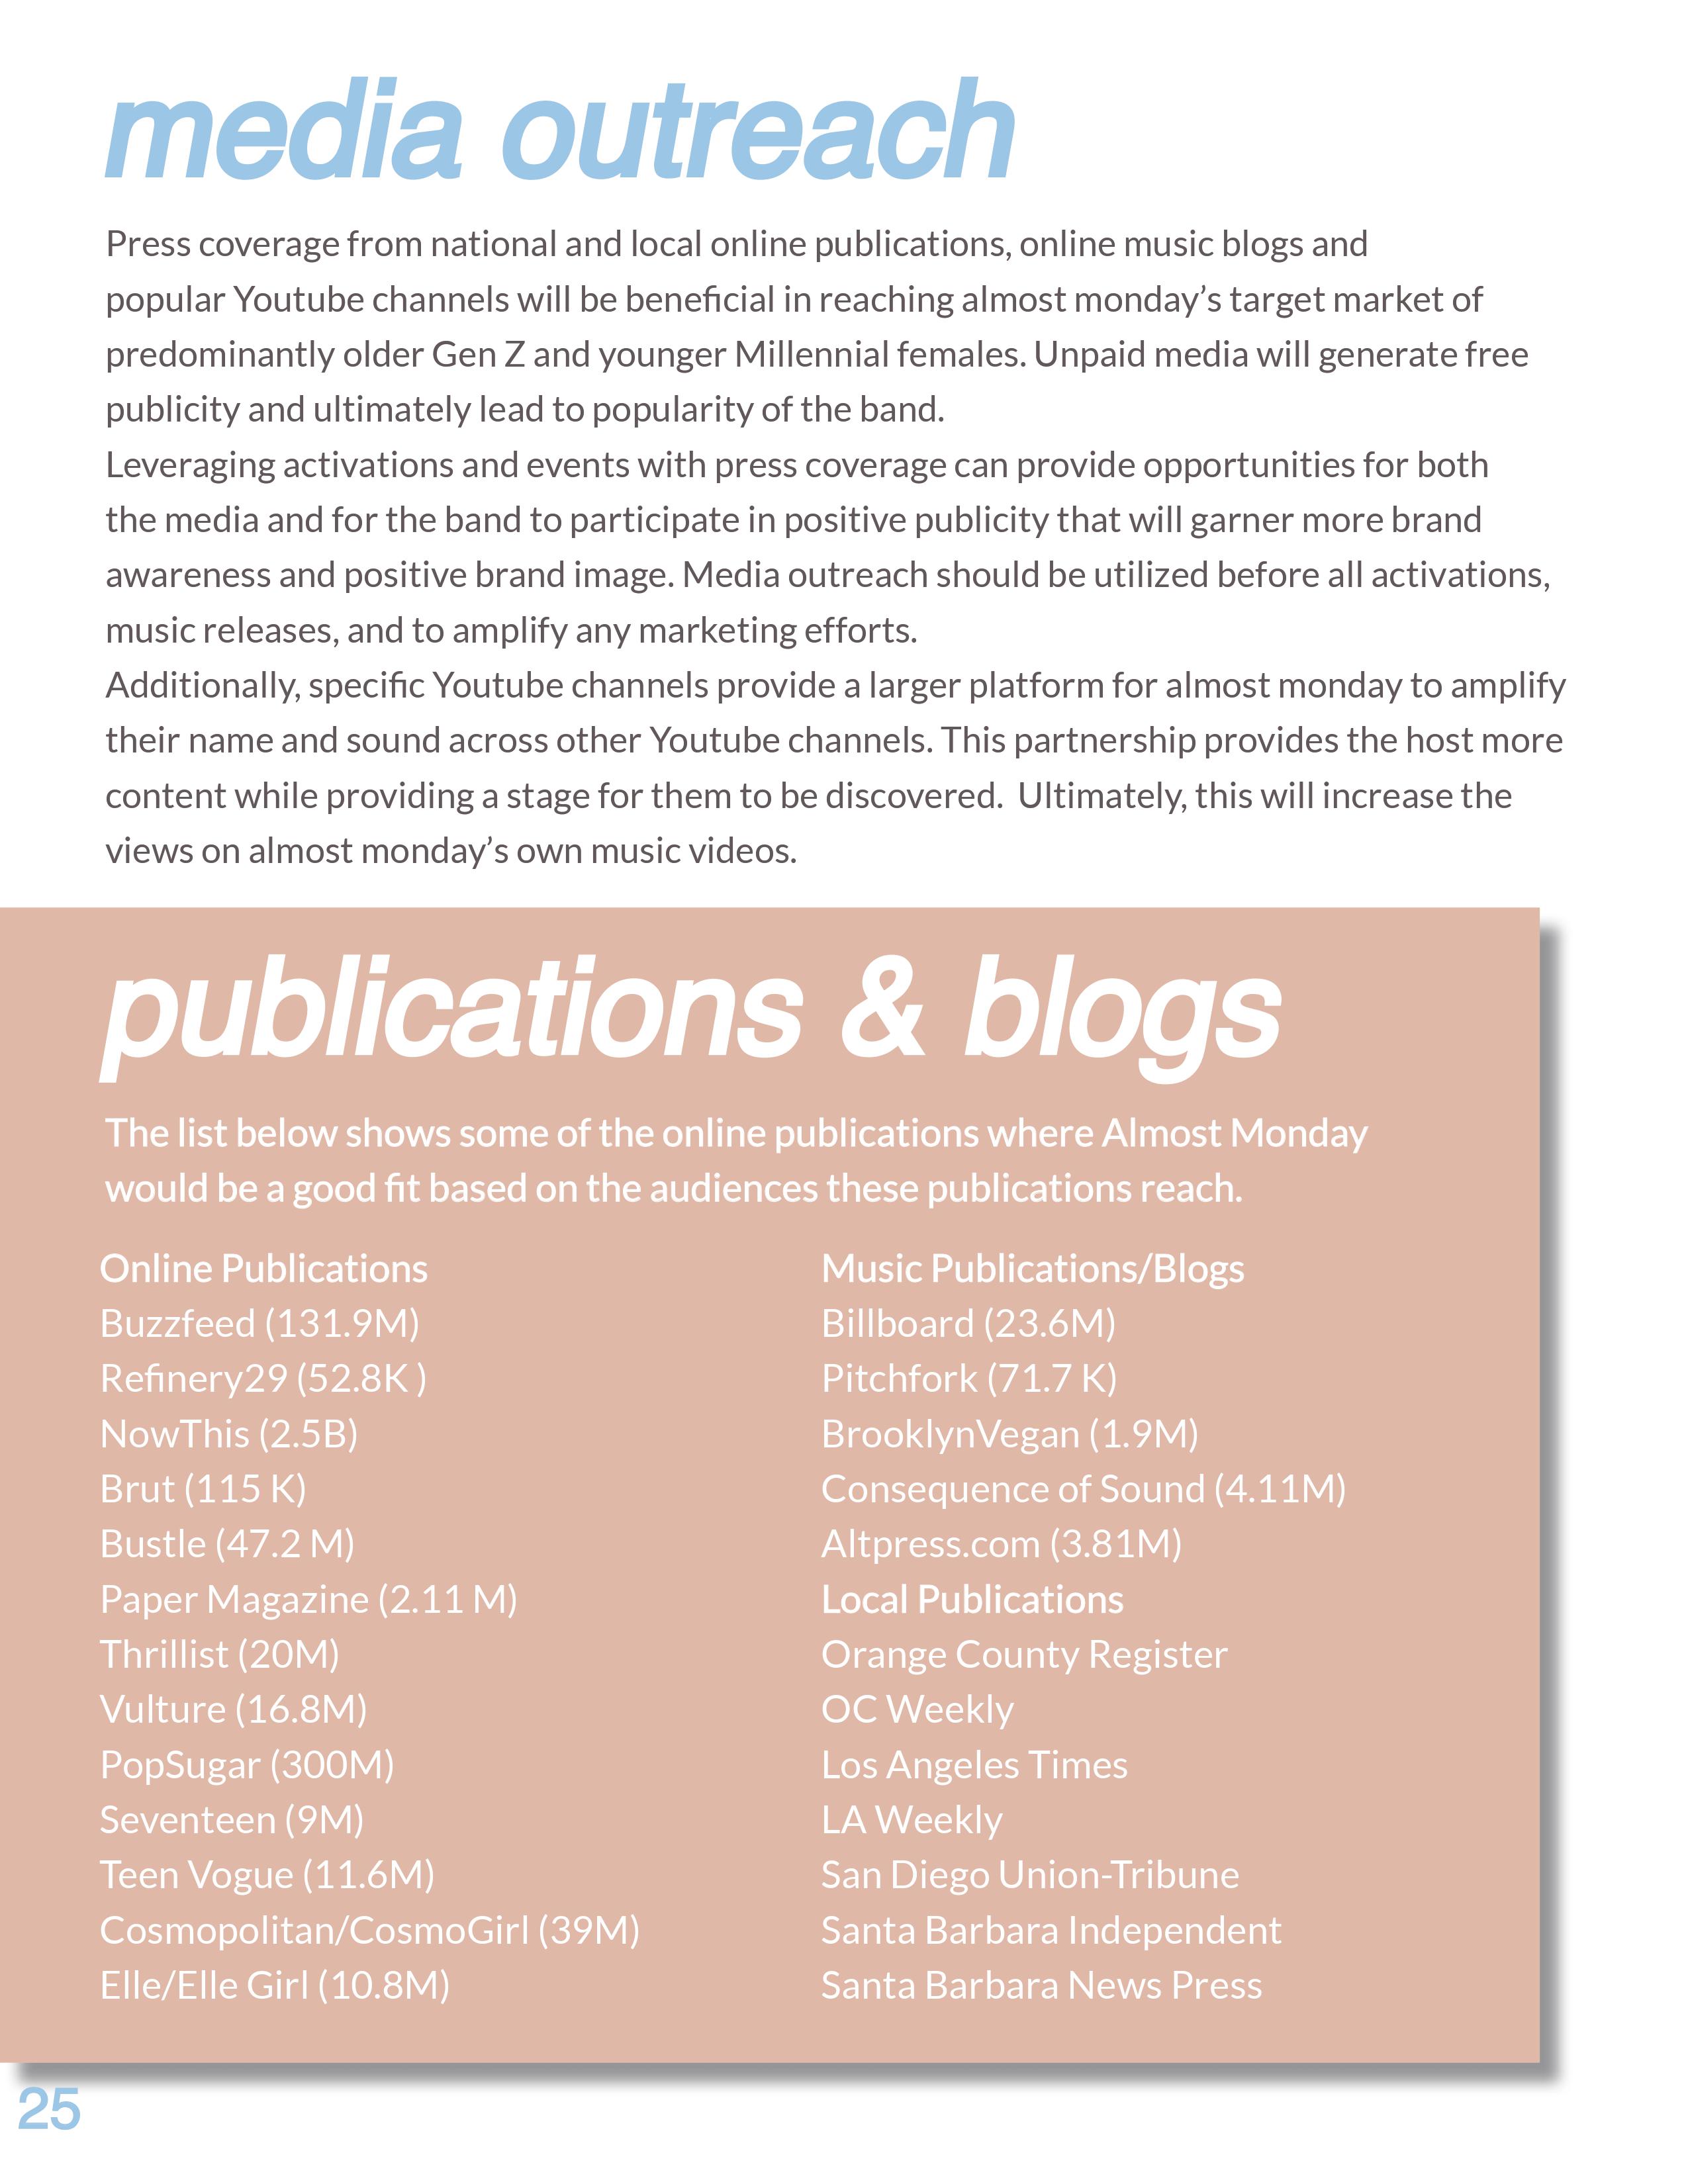 media outreach
Press coverage from national and local online publications, online music blogs and
popular Youtube channels will be beneficial in reaching almost monday’s target market of
predominantly older Gen Z and younger Millennial females. Unpaid media will generate free
publicity and ultimately lead to popularity of the band.
Leveraging activations and events with press coverage can provide opportunities for both
the media and for the band to participate in positive publicity that will garner more brand
awareness and positive brand image. Media outreach should be utilized before all activations,
music releases, and to amplify any marketing efforts.
Additionally, specific Youtube channels provide a larger platform for almost monday to amplify
their name and sound across other Youtube channels. This partnership provides the host more
content while providing a stage for them to be discovered.  Ultimately, this will increase the
views on almost monday’s own music videos.
publications & blogs
The list below shows some of the online publications where Almost Monday
would be a good fit based on the audiences these publications reach.
Online Publications
Buzzfeed (131.9M)
Refinery29 (52.8K )
NowThis (2.5B)
Brut (115 K)
Bustle (47.2 M)
Paper Magazine (2.11 M)
Thrillist (20M)
Vulture (16.8M)
PopSugar (300M)
Seventeen (9M)
Teen Vogue (11.6M)
Cosmopolitan/CosmoGirl (39M)
Elle/Elle Girl (10.8M)
Music Publications/Blogs
Billboard (23.6M)
Pitchfork (71.7 K)
BrooklynVegan (1.9M)
Consequence of Sound (4.11M)
Altpress.com (3.81M)
Local Publications
Orange County Register
OC Weekly
Los Angeles Times
LA Weekly
San Diego Union-Tribune
Santa Barbara Independent
Santa Barbara News Press
25